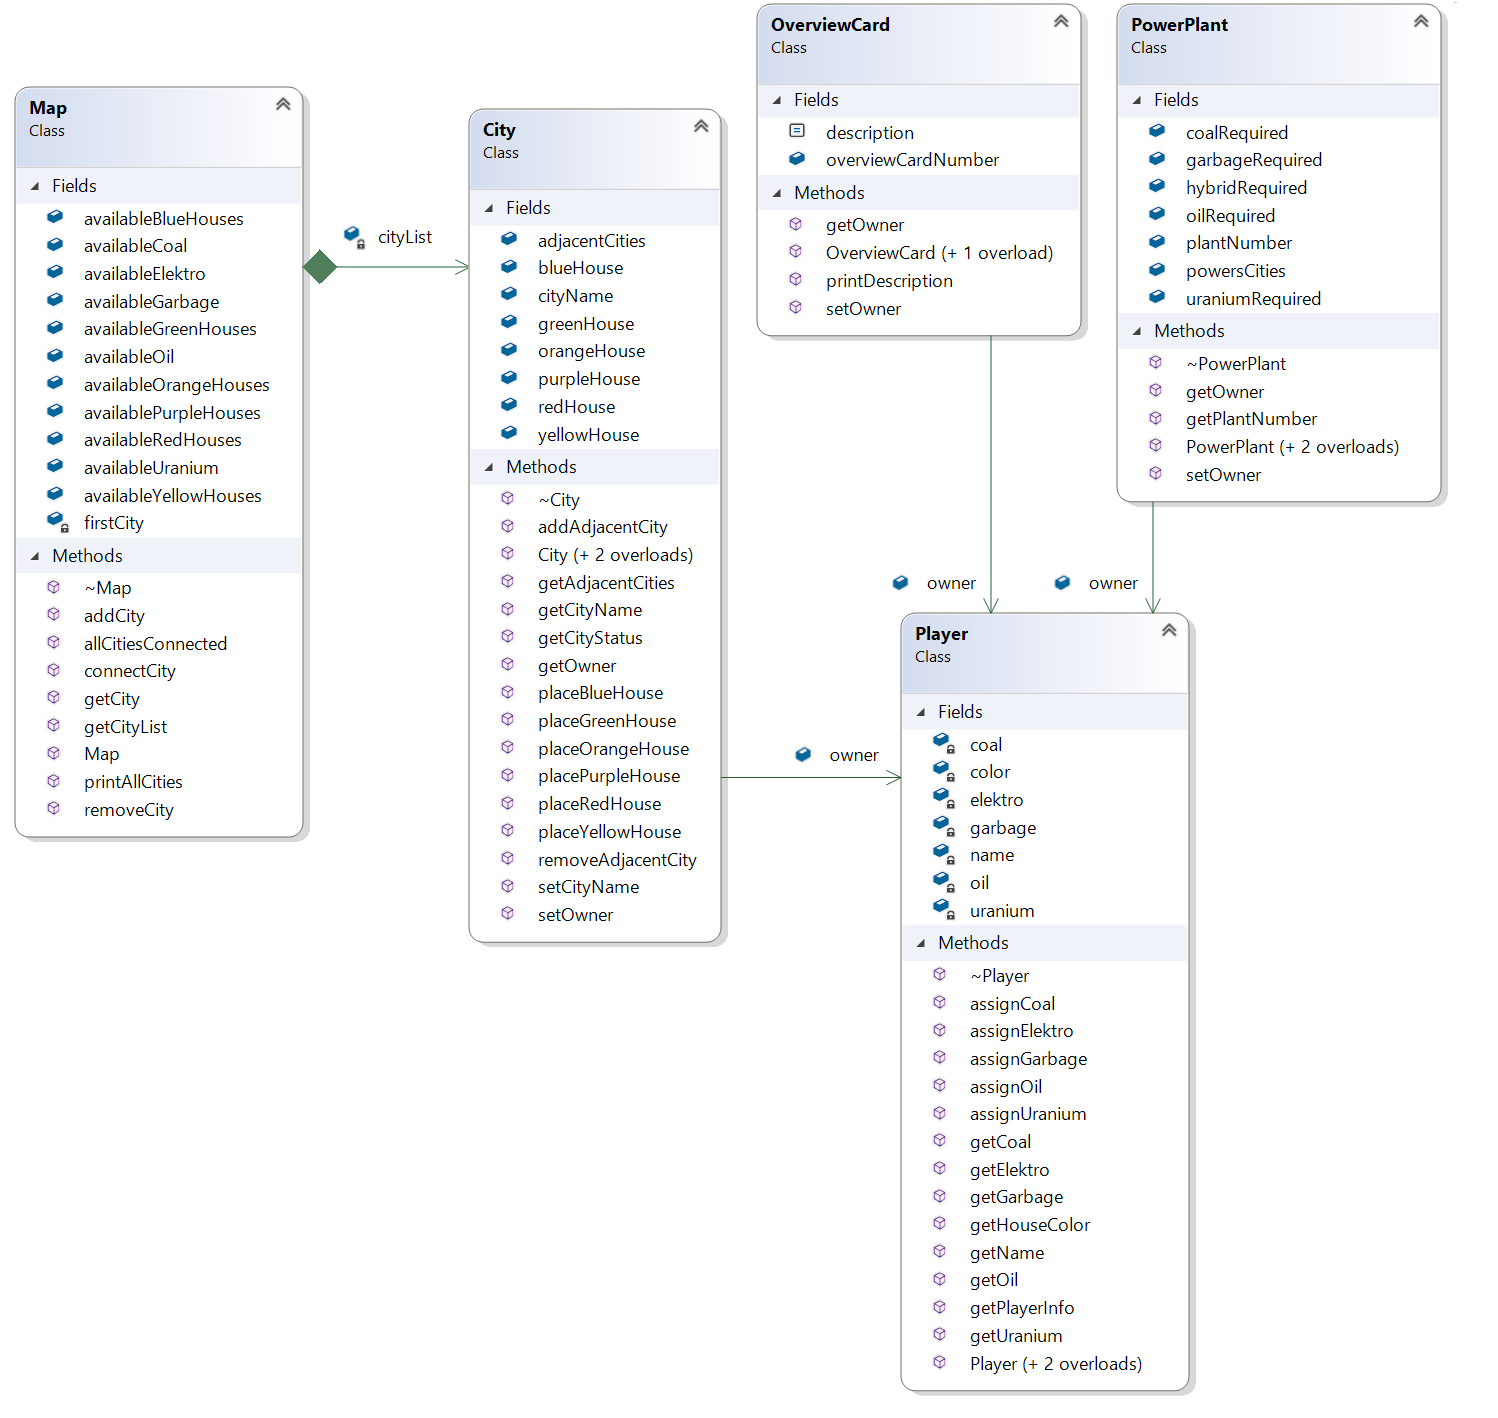 Map
Class
Fields
availableBlueHouses
availableCoal
availableElektro
availableGarbage
availableGreenHouses
availableOil
availableOrangeHouses
availablePurpleHouses
availableRedHouses
availableUranium
availableYellowHouses
firstCity
Methods
~Map
addCity
allCitiesConnected
connectCity
getCity
getCityList
Map
printAllCities
removeCity
cityList
City
Class
Fields
adjacentCities
blueHouse
cityName
greenHouse
orangeHouse
purpleHouse
redHouse
yellowHouse
Methods
~City
addAdjacentCity
City (+ 2 overloads)
getAdjacentCities
getCityName
getCityStatus
getOwner
placeBlueHouse
placeGreenHouse
placeOrangeHouse
placePurpleHouse
placeRedHouse
placeYellowHouse
removeAdjacentCity
setCityName
setOwner
owner
OverviewCard
Class
Fields
description
overviewCardNumber
Methods
getOwner
OverviewCard (+ 1 overload)
printDescription
setOwner
owner
PowerPlant
Class
Fields
coalRequired
garbageRequired
hybridRequired
oilRequired
plantNumber
powersCities
uraniumRequired
Methods
~PowerPlant
getOwner
getPlantNumber
PowerPlant (+ 2 overloads)
setOwner
owner
Player
Class
Fields
coal
color
elektro
garbage
name
oil
uranium
Methods
~Player
assignCoal
assignElektro
assignGarbage
assignOil
assignUranium
getCoal
getElektro
getGarbage
getHouseColor
getName
getOil
getPlayerInfo
getUranium
Player (+ 2 overloads)